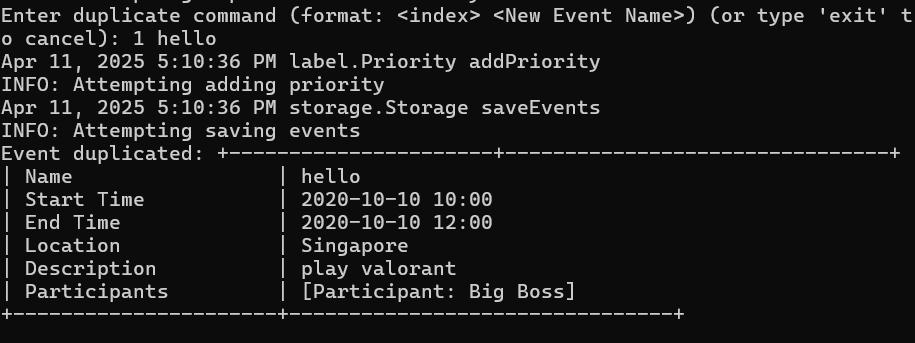 Enter duplicate command (format: <index> <New Event Name>) (or type 'exit' t
o cancel): 1 hello
Apr 11, 2025 5:10:36 PM label.Priority addPriority
INFO: Attempting adding priority
Apr 11, 2025 5:10:36 PM storage.Storage saveEvents
INFO: Attempting saving events
Event duplicated: +----------------------+--------------------------------+
| Name                 | hello
| Start Time           | 2020-10-10 10:00
| End Time             | 2020-10-10 12:00
| Location             | Singapore
| Description          | play valorant
| Participants         | [Participant: Big Boss]
+----------------------+--------------------------------+